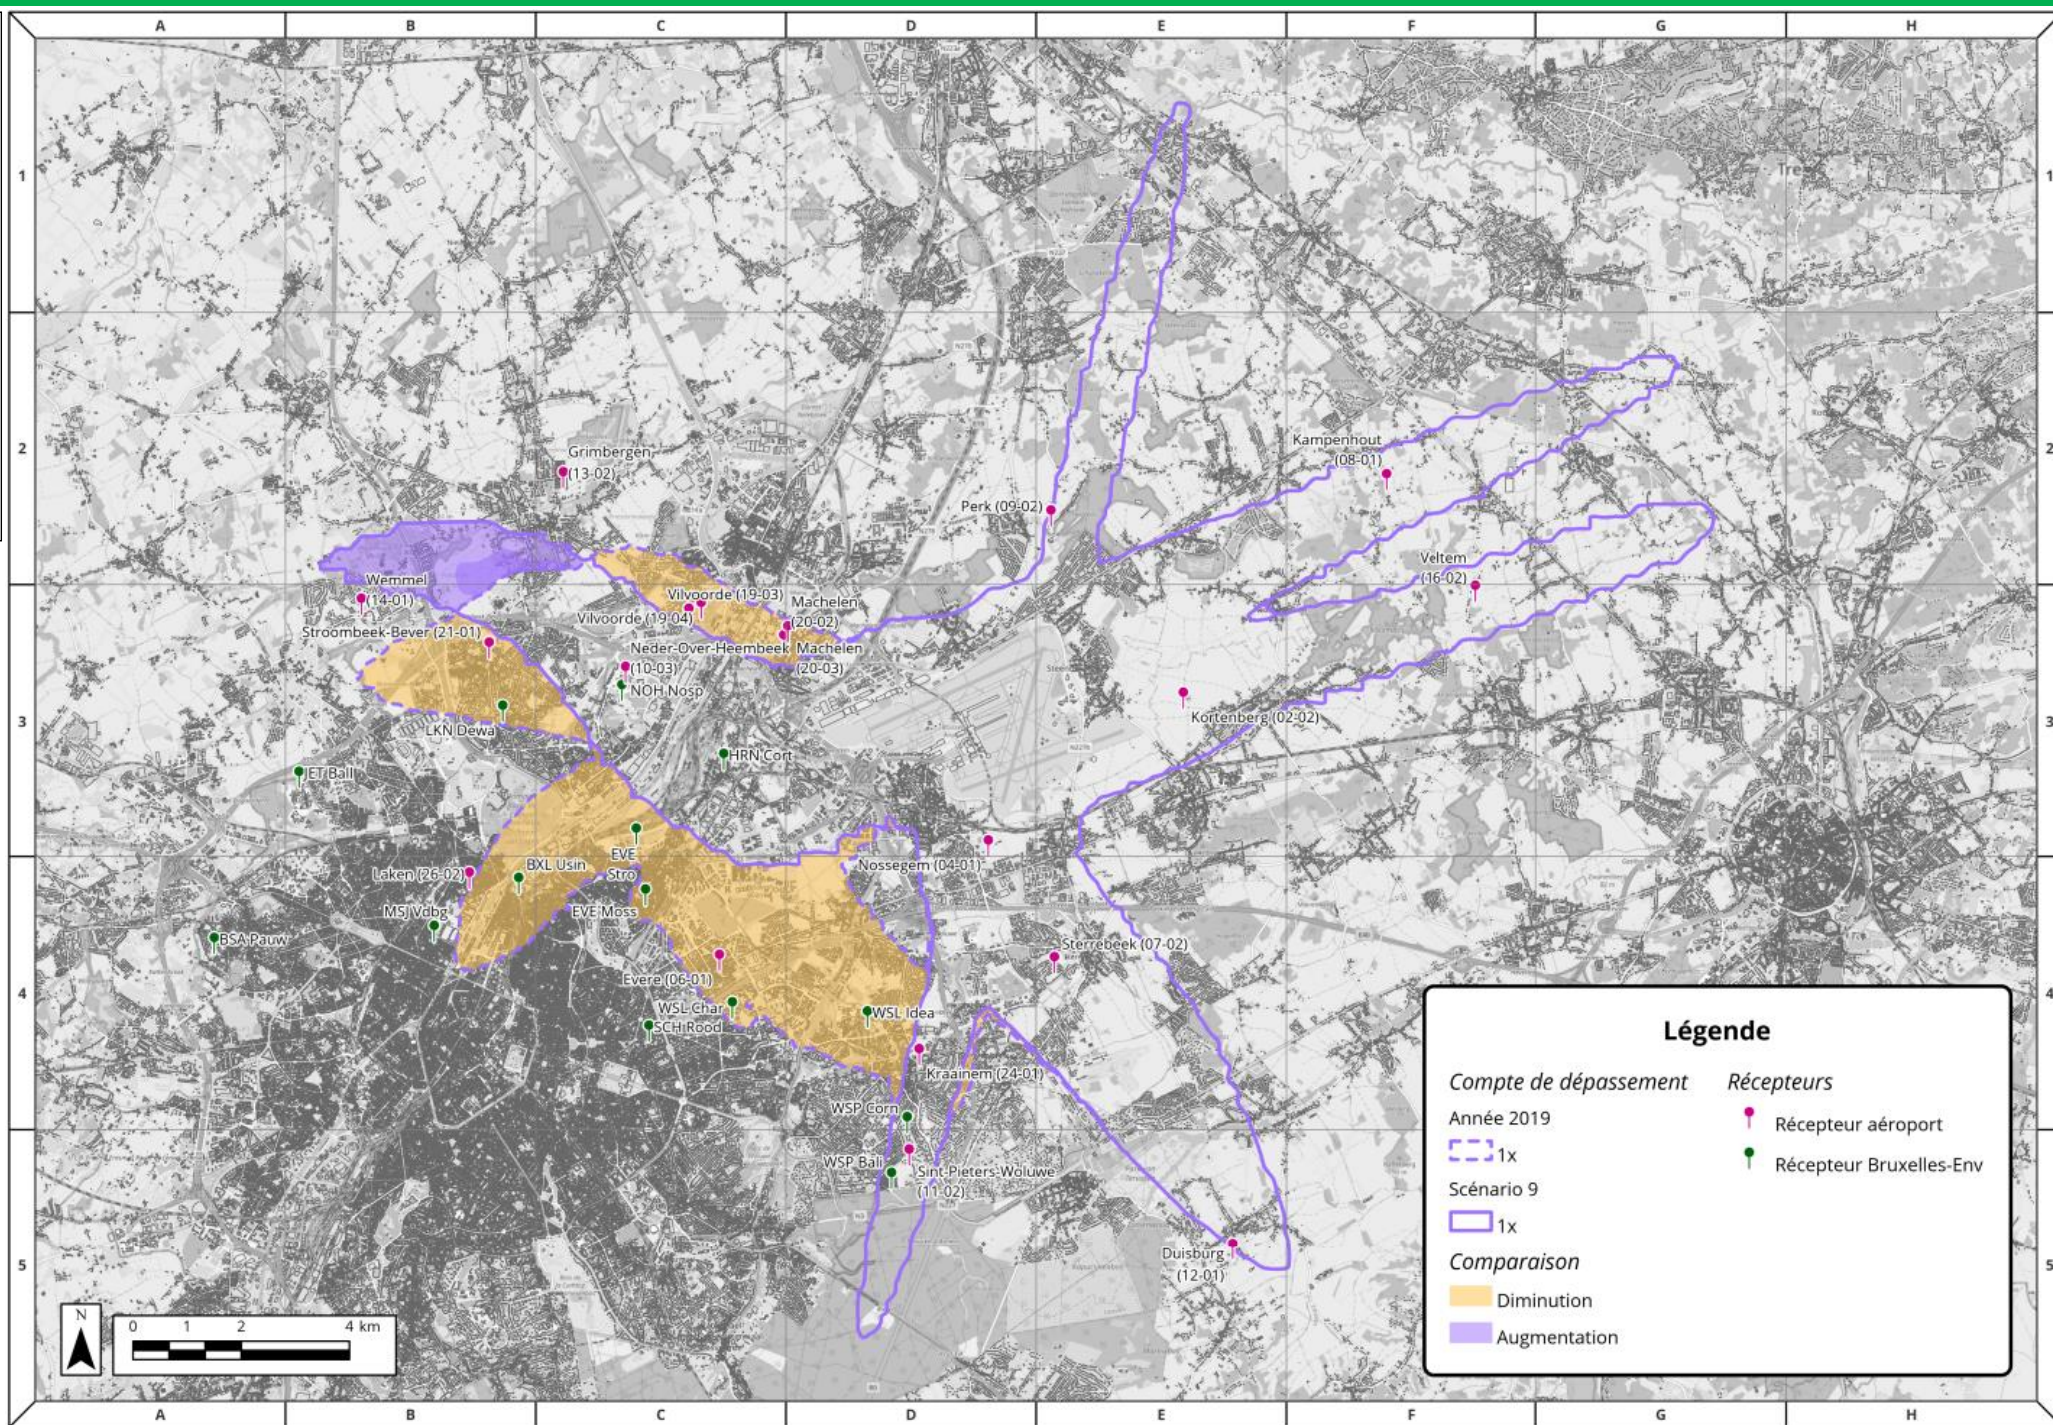 A B C D E F G H
1
1
Tre
Grimbergen
(13-02)
2
2
Kampenhout
(08-01)
Perk (09-02)
Veltem
(16-02)
Wemmel
(14-01)
Vilvoorde (19-03)
Vilvoorde (19-04)
Machelen
(20-02)
Stroombeek-Bever (21-01)
Neder-Over-Heembeek
(10-03)
Machelen
(20-03)
NOH Nosp
Kortenberg (02-02)
3
3
LKN Dewa
HRN Cort
JET Ball
EVE
Stro
BXL Usin
Nossegem (04-01)
Laken (26-02)
MSJ Vdbg
EVE Moss
BSA Pauw
Sterrebeek (07-02)
Evere (06-01)
4
4
WSL Char
WSL Idea
SCH Rood
Kraainem (24-01)
WSP Corn
WSP Bali
Sint-Pieters-Woluwe
(11-02)
Duisburg
(12-01)
5
5
Légende
Compte de dépassement
Année 2019
1x
Scénario 9
1x
Comparaison
Diminution
Augmentation
Récepteurs
Récepteur aéroport
Récepteur Bruxelles-Env
N
0 1 2 4 km
A B C D E F G H